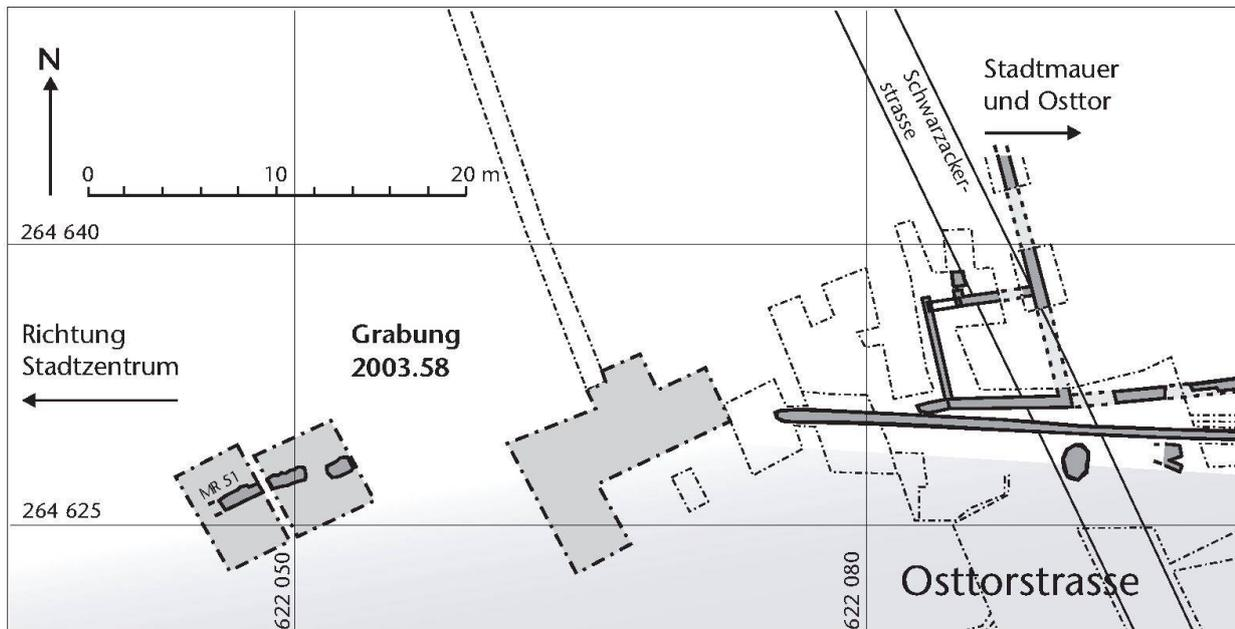 N
0 10 20 m
264 640
Richtung
Stadtzentrum
Grabung
2003.58
Schwarzacker-
strasse
Stadtmauer
und Osttor
MR 51
264 625
622 050
622 080
Osttorstrasse